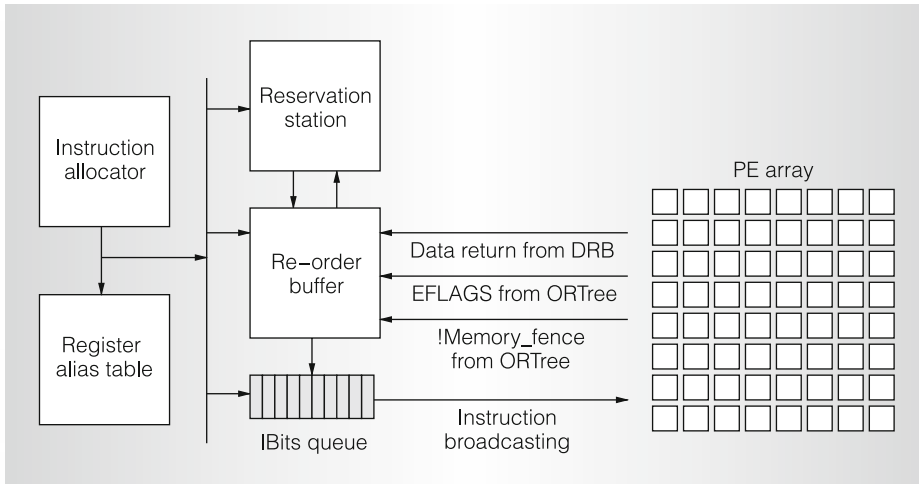 Reservation
station
Instruction
allocator
PE array
Re–order
buffer
Data return from DRB
EFLAGS from ORTree
!Memory_fence
from ORTree
Register
alias table
IBits queue
Instruction
broadcasting